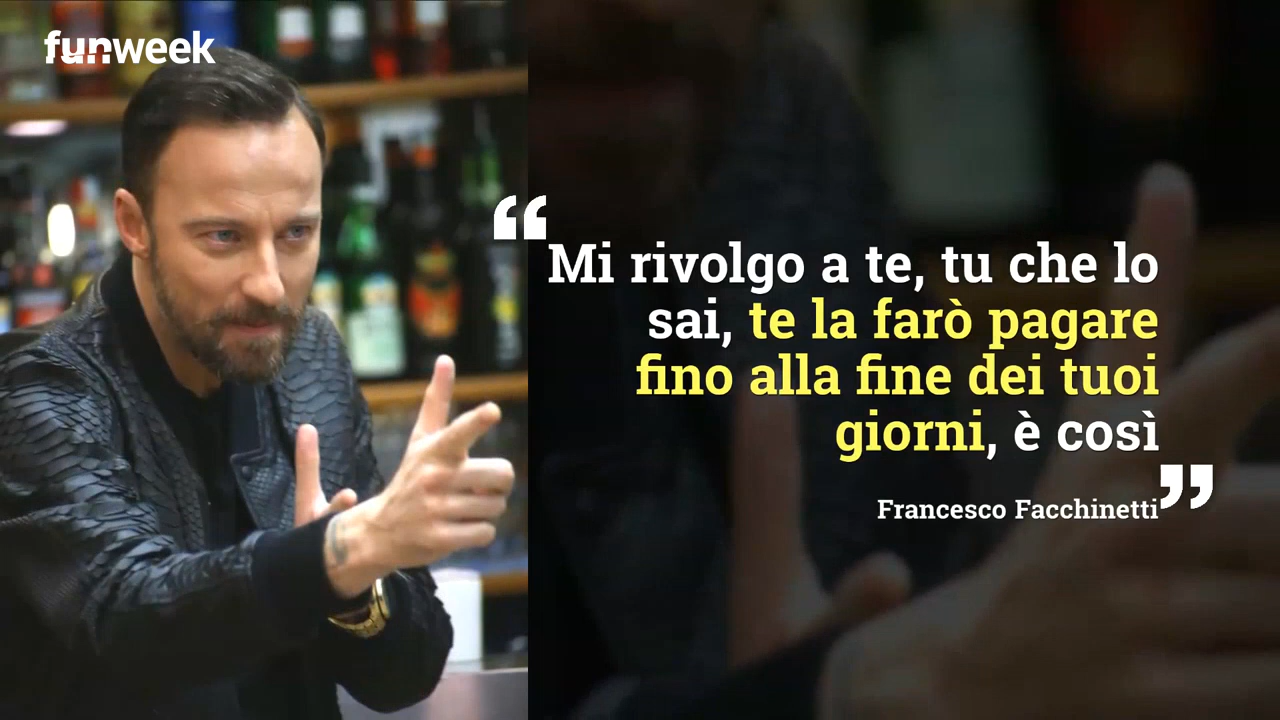 funweek
“Mi rivolgo a te, tu che lo
sai, te la farò pagare
fino alla fine dei tuoi
giorni, è così”
Francesco Facchinetti